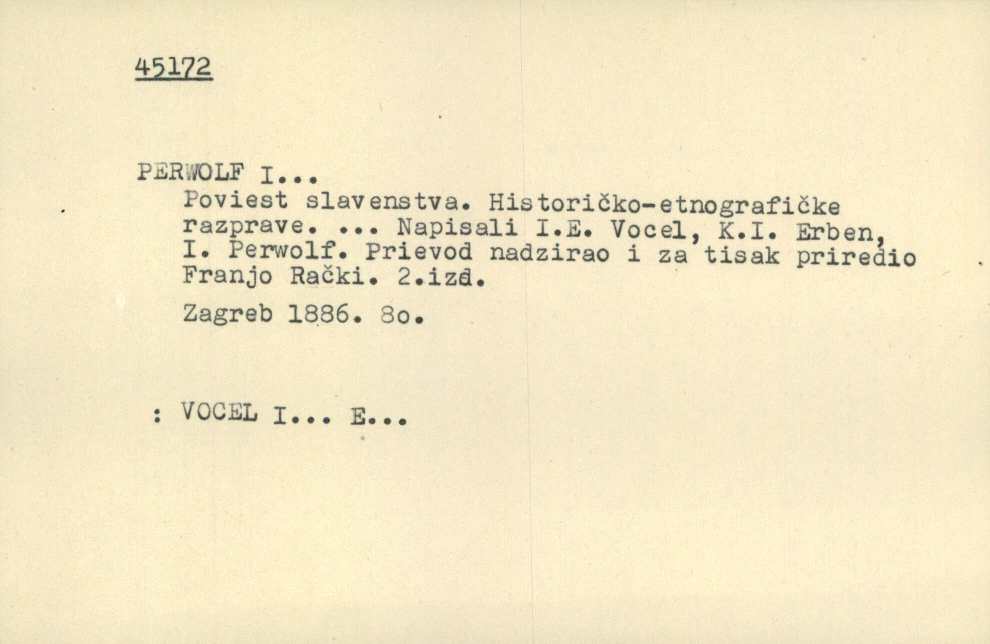 45172
PERWOLF I...
Poviest slavenstva. Historičko-etnografičke
razprave. ... Napisali I.E. Vocel, K.I. Erben,
I. Perwolf. Prievod nadzirao i za tisak priredio
Franjo Rački. 2.izd.
Zagreb 1886. 8o.
: VOCEL I... E...